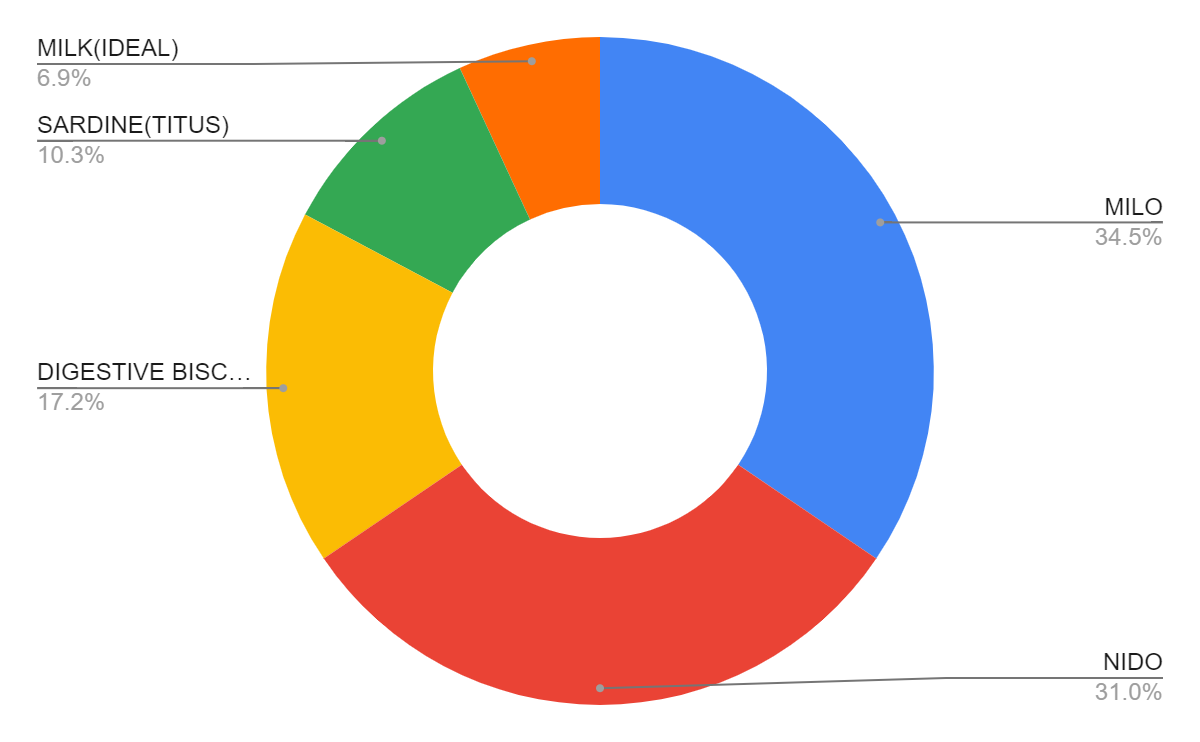 MILK(IDEAL)
6.9%
SARDINE(TITUS)
10.3%
DIGESTIVE BISC…
17.2%
MILO
34.5%
NIDO
31.0%